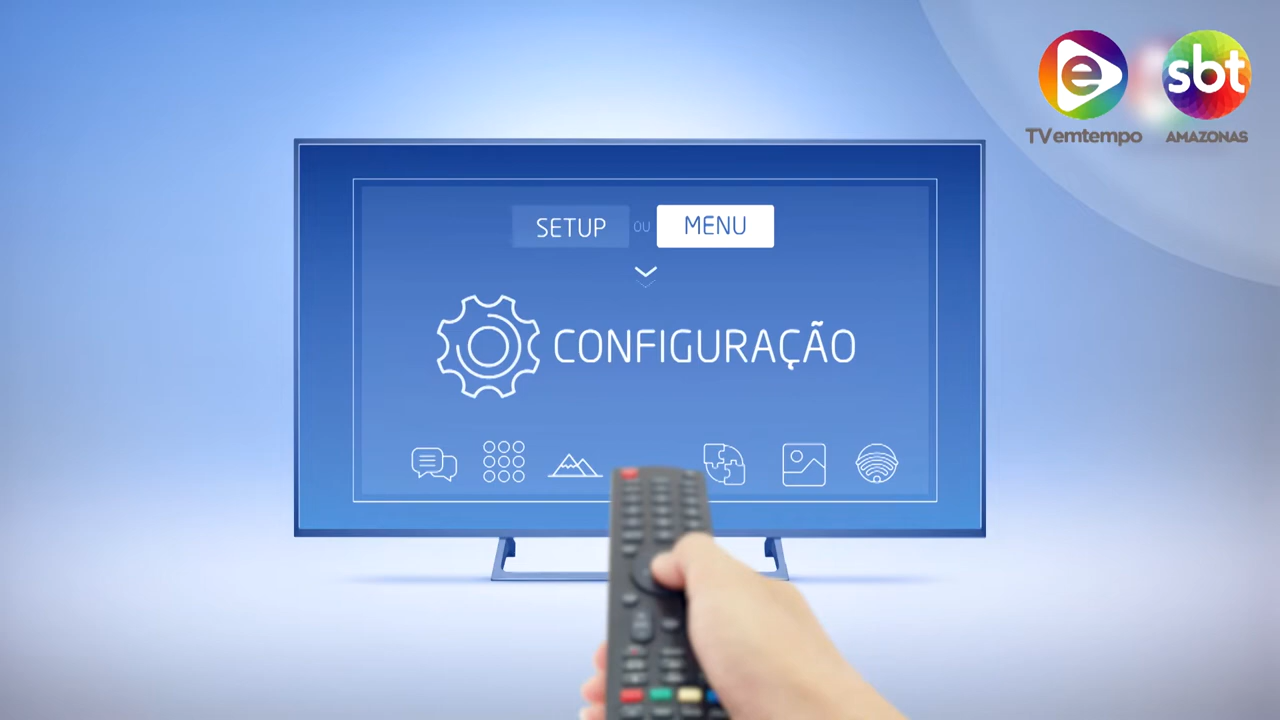 e
sbt
TVemtempo
AMAZONAS
SETUP OU MENU
CONFIGURAÇÃO